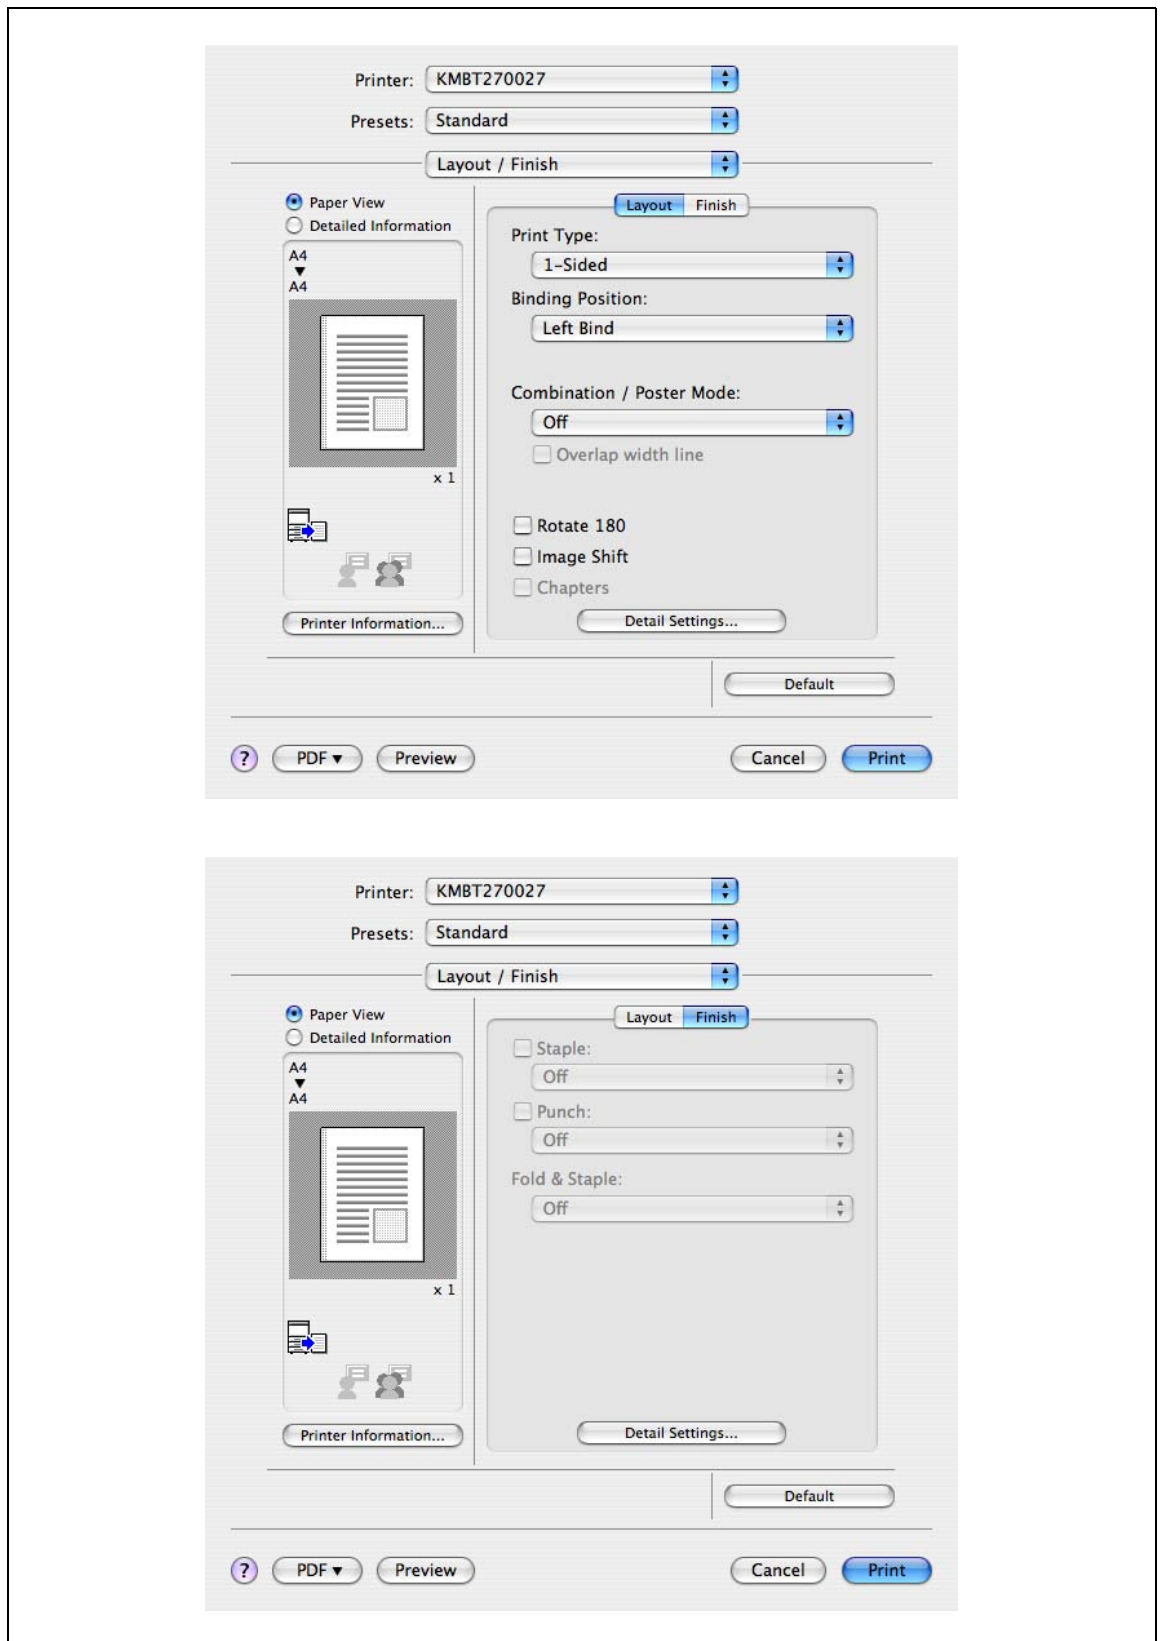 Printer: KMBT270027
Presets: Standard
Layout / Finish
Paper View
Detailed Information
A4
A4
x 1
Printer Information...
Layout Finish
Print Type:
1-Sided
Binding Position:
Left Bind
Combination / Poster Mode:
Off
Overlap width line
Rotate 180
Image Shift
Chapters
Detail Settings...
Default
? PDF Preview Cancel Print
Printer: KMBT270027
Presets: Standard
Layout / Finish
Paper View
Detailed Information
A4
A4
x 1
Printer Information...
Layout Finish
Staple:
Off
Punch:
Off
Fold & Staple:
Off
Detail Settings...
Default
? PDF Preview Cancel Print